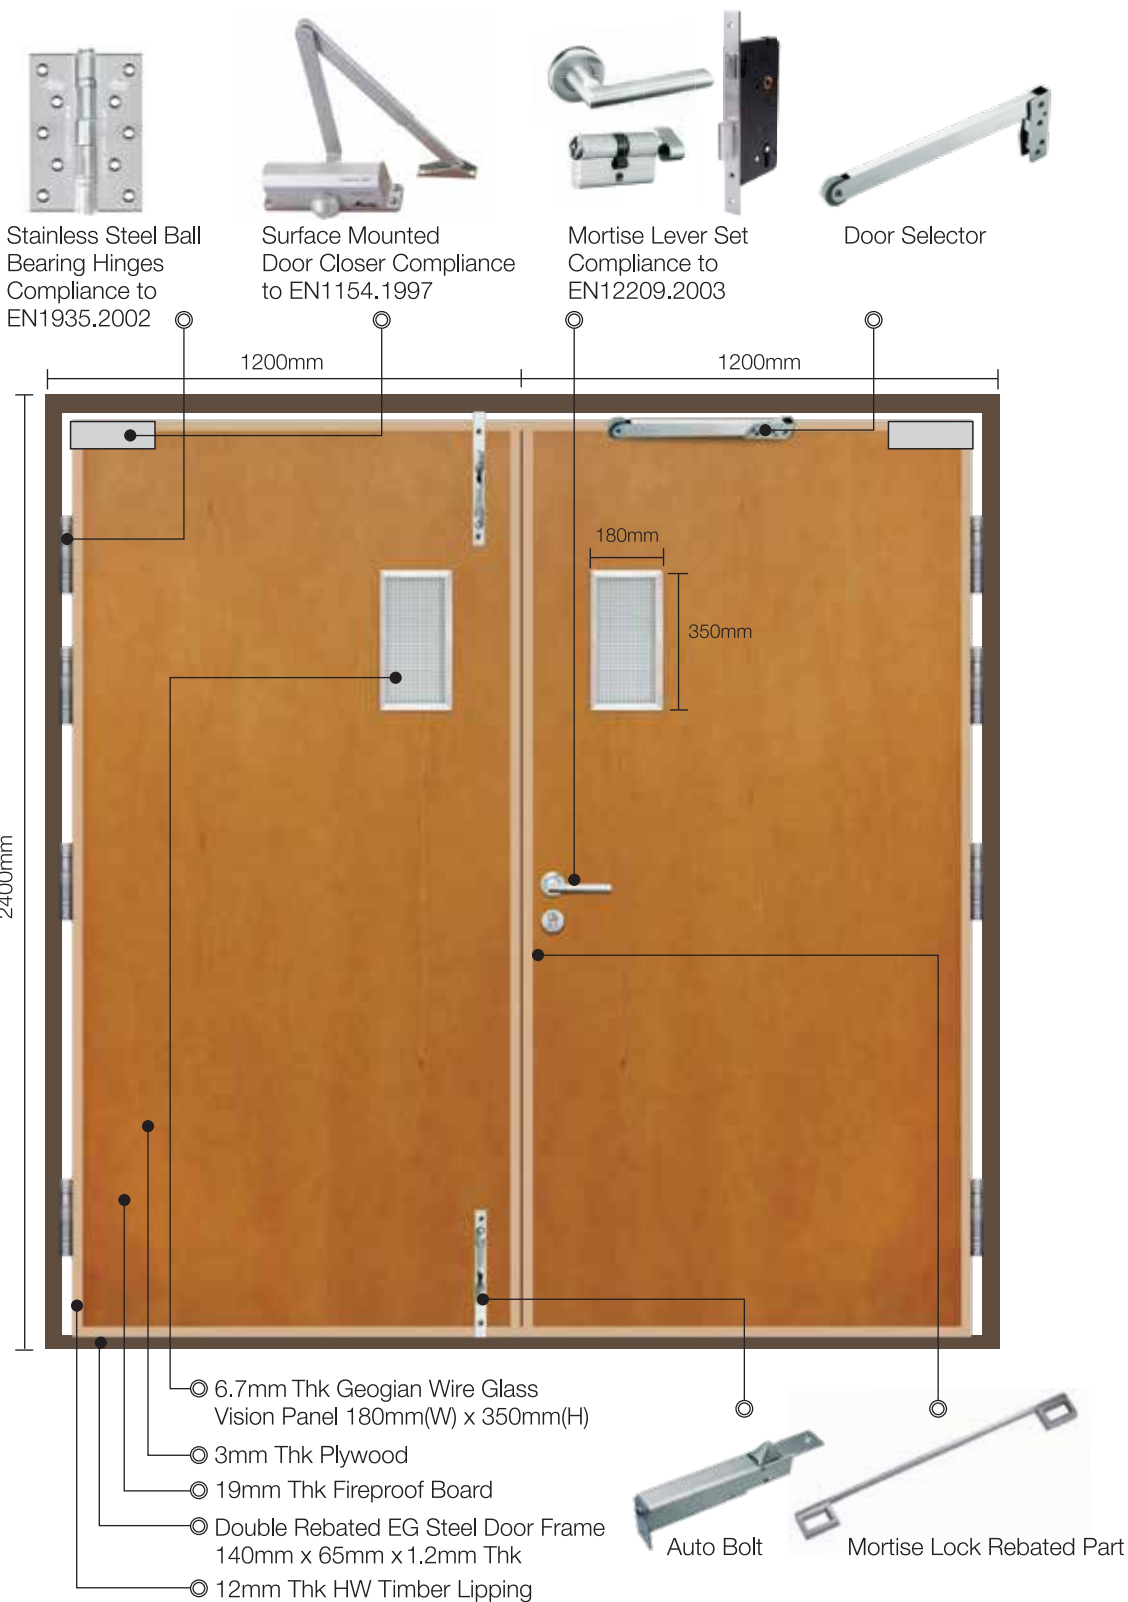 Stainless Steel Ball
Bearing Hinges
Compliance to
EN1935.2002
Surface Mounted
Door Closer Compliance
to EN1154.1997
Mortise Lever Set
Compliance to
EN12209.2003
Door Selector
1200mm
1200mm
180mm
350mm
2400mm
6.7mm Thk Geogian Wire Glass
Vision Panel 180mm(W) x 350mm(H)
3mm Thk Plywood
19mm Thk Fireproof Board
Double Rebated EG Steel Door Frame
140mm x 65mm x 1.2mm Thk
12mm Thk HW Timber Lipping
Auto Bolt
Mortise Lock Rebated Part